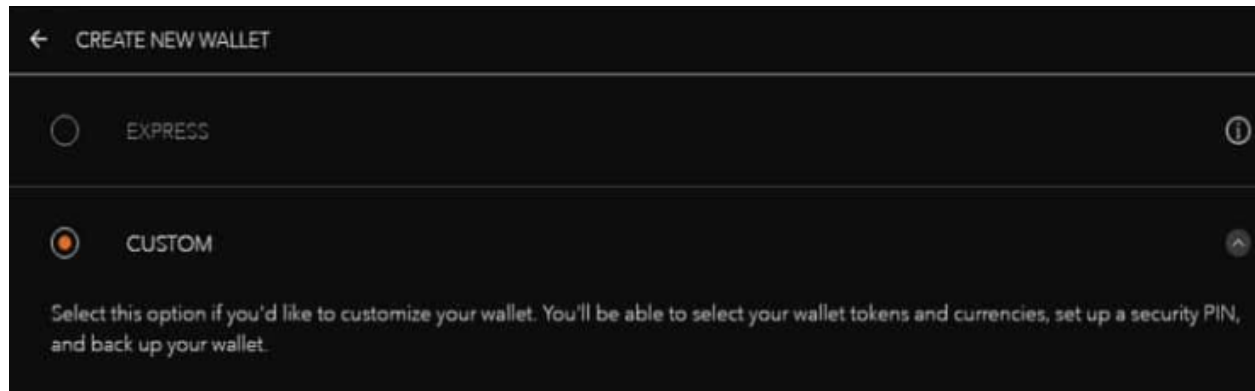 CREATE NEW WALLET
EXPRESS
CUSTOM
Select this option if you'd like to customize your wallet. You'll be able to select your wallet tokens and currencies, set up a security PIN,
and back up your wallet.